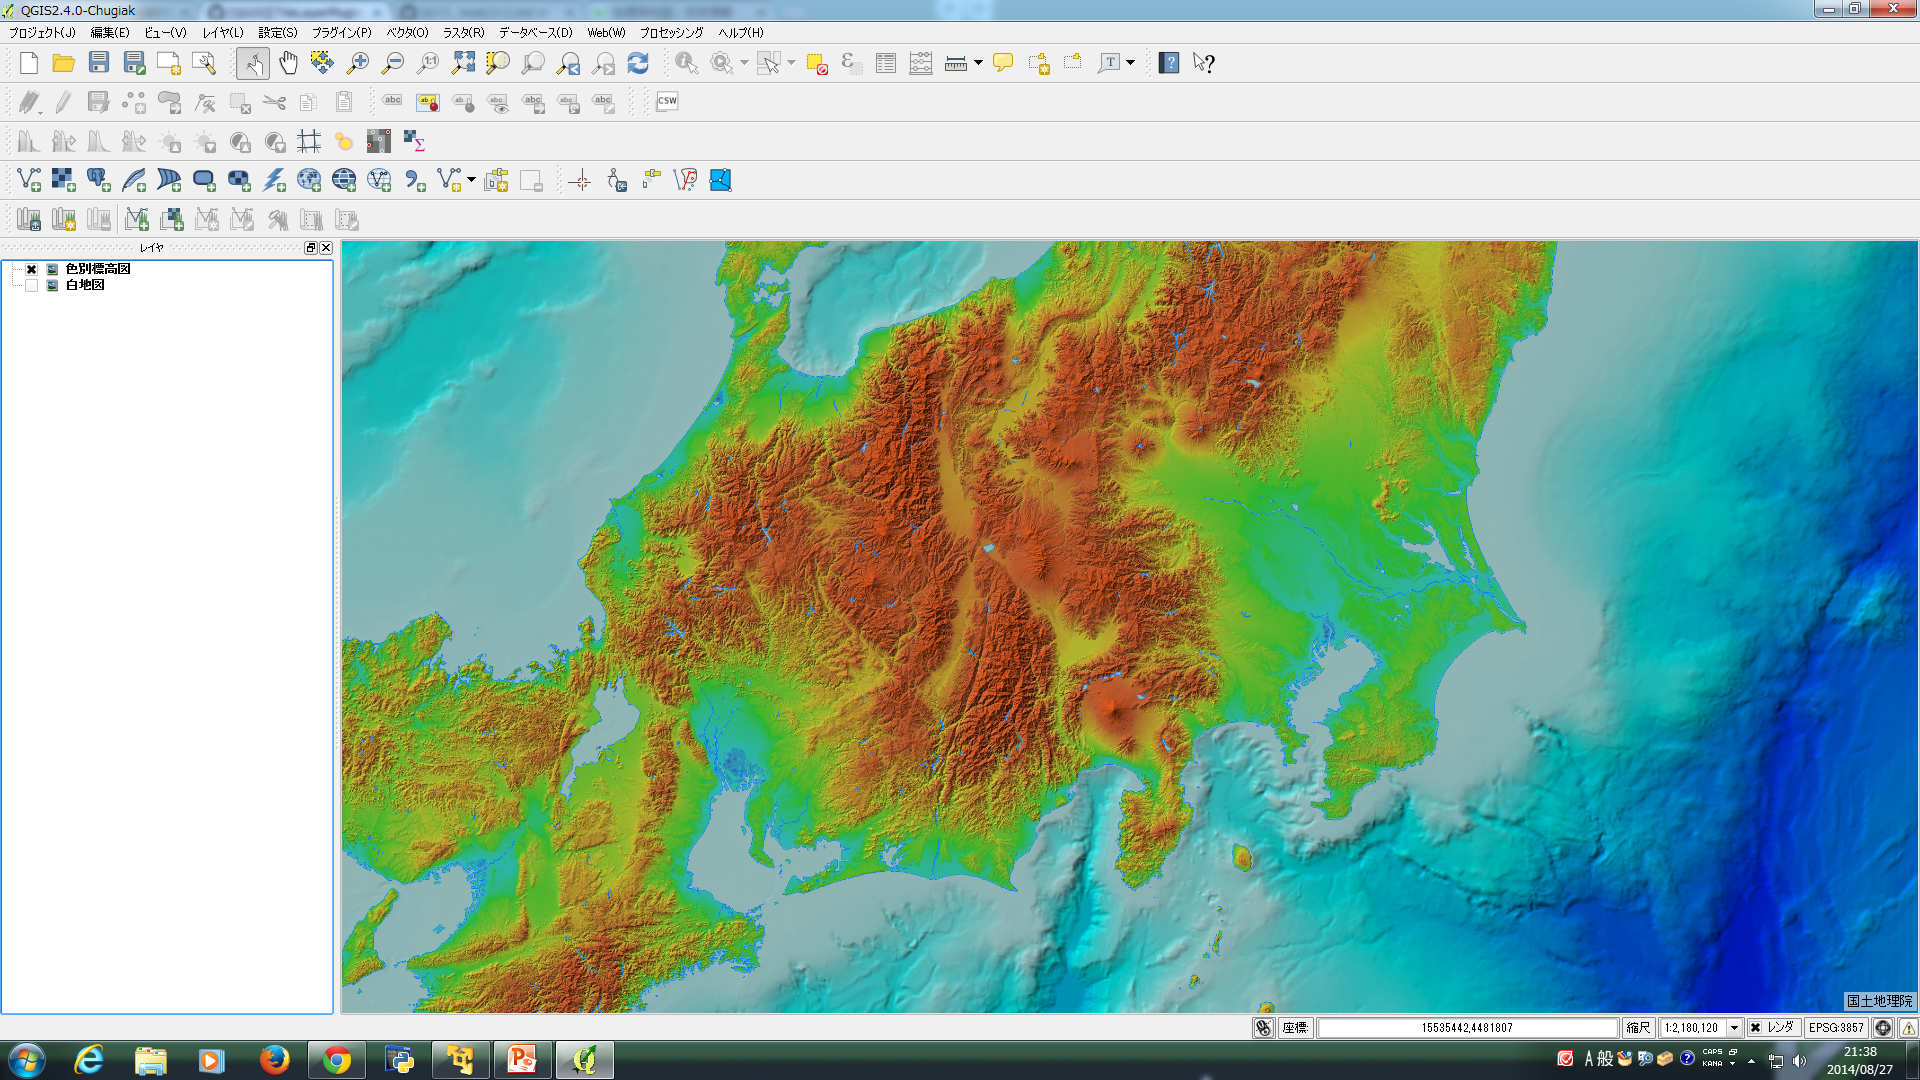 QGIS2.4.0-Chugiak
プロジェクト(J) 編集(E) ビュー(V) レイヤ(L) 設定(S) プラグイン(P) ベクタ(O) ラスタ(R) データベース(D) Web(W) プロセッシング ヘルプ(H)
CSW
レイヤ
色別標高図
白地図
国土地理院
座標: 15535442,4481807 縮尺 1:2,180,120 レンダ EPSG:3857
A 般 CAPS KANA
21:38
2014/08/27